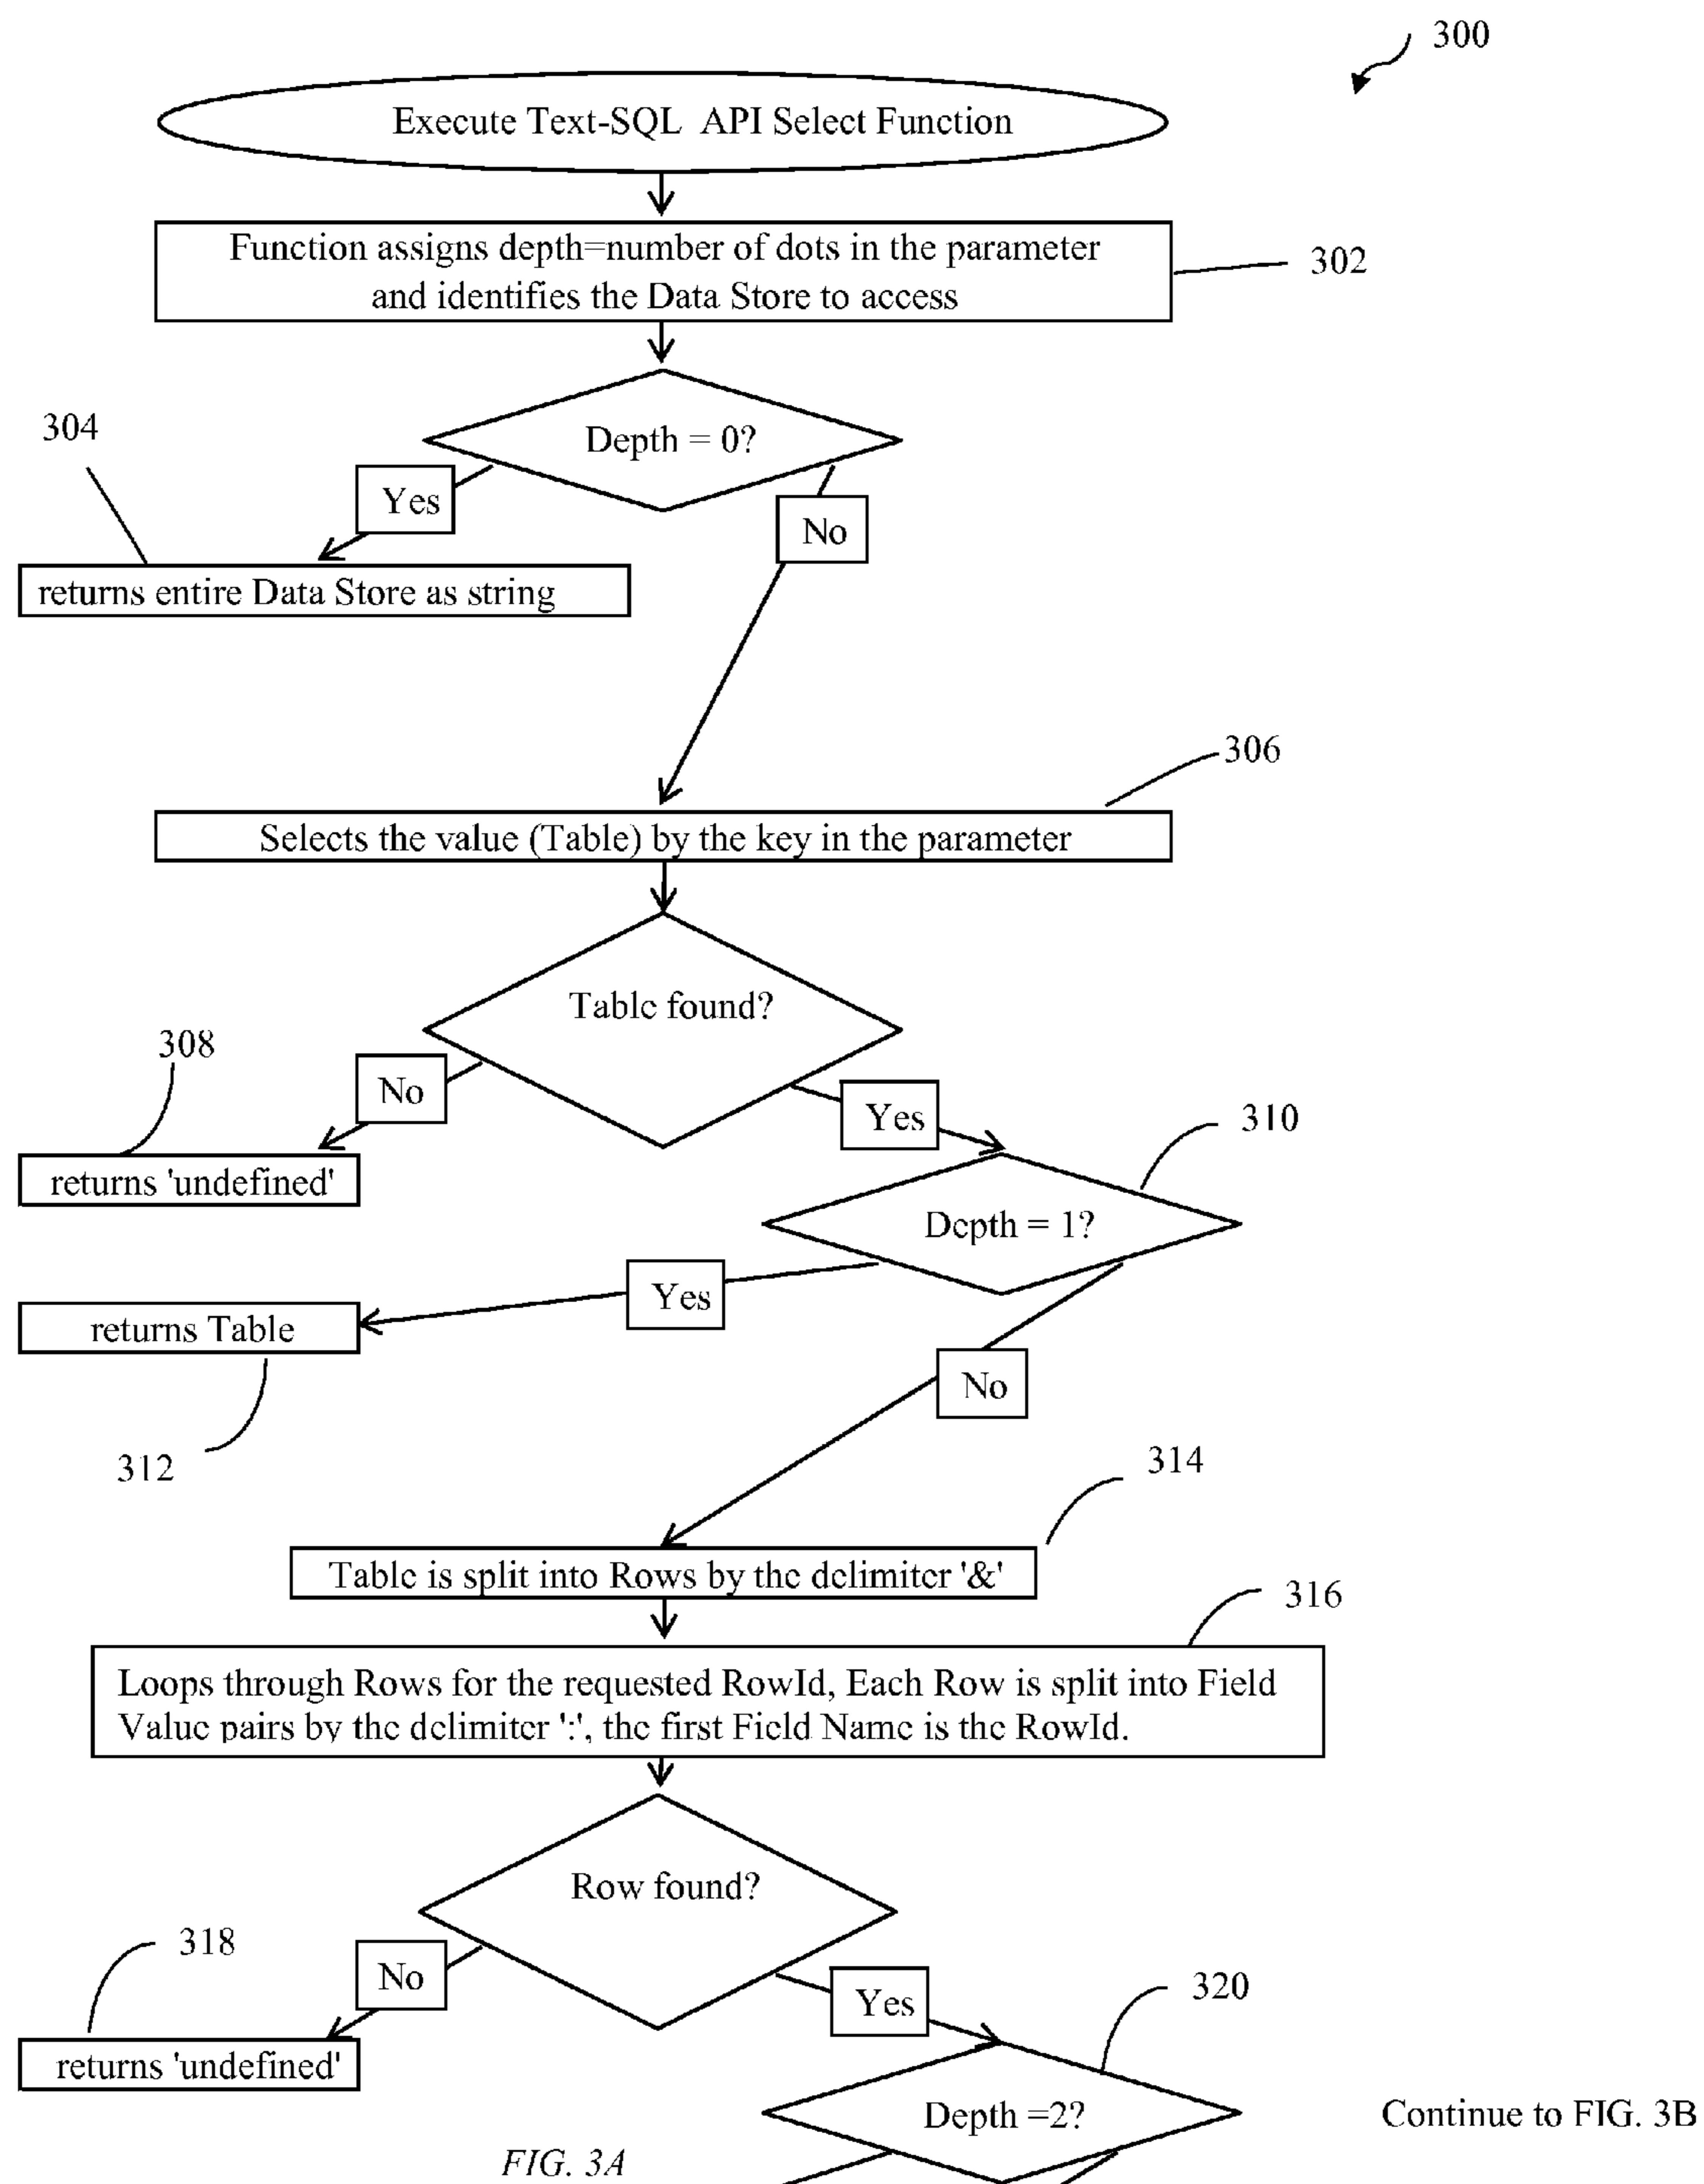 300
Execute Text-SQL API Select Function
Function assigns depth=number of dots in the parameter
and identifies the Data Store to access
302
Depth = 0?
304
Yes
No
returns entire Data Store as string
306
Selects the value (Table) by the key in the parameter
Table found?
308
No
Yes
310
returns 'undefined'
Depth = 1?
Yes
returns Table
No
312
314
Table is split into Rows by the delimiter '&'
316
Loops through Rows for the requested RowId, Each Row is split into Field
Value pairs by the delimiter ':', the first Field Name is the RowId.
Row found?
318
No
Yes
320
returns 'undefined'
Depth =2?
Continue to FIG. 3B
FIG. 3A